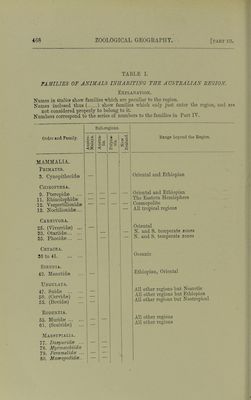 468 ZOOLOGICAL GEOGRAPHY. [PART III.
TABLE I.
FAMILIES OF ANIMALS INHABITING THE AUSTRALIAN REGION.
EXPLANATION.
Names in italics show families which are peculiar to the region.
Names inclosed thus (......) show families which only just enter the region, and are
not considered properly to belong to it.
Numbers correspond to the series of numbers to the families in Part IV.
Order and Family.
Sub-regions
Range beyond the Region.
MAMMALIA.
PRIMATES.
3. Cynopithecidæ — Oriental and Ethiopian
CHIROPTERA.
9. Pteropidæ — — — Oriental and Ethiopian
11. Rhinolophidæ — — The Eastern Hemisphere
12. Vespertilionidæ — — — — Cosmopolite
13. Noctilionidæ... — All tropical regions
CARNIVORA.
25. (Viverridæ) — Oriental
33. Otariidæ... ... — — N. and S. temperate zones
35. Phocidæ... ... — N. and S. temperate zones
CETACEA.
36 to 41. Oceanic
SIRENIA.
42. Manatidæ ... — Ethiopian, Oriental
UNGULATA.
47. Suidæ ... ... — All other regions but Nearctic
50. (Cervidæ) ... — All other regions but Ethiopian
52. (Bovidæ) ... — All other regions but Neotropical
RODENTIA.
55. Muridæ ... ... — — All other regions
61. (Sciuridæ) ... — All other regions
MARSUPIALIA.
77. Dasyuridæ ... — —
78. Myrmecobiidæ —
79. Peramelidæ ... — —
80. Macropodidæ... — —